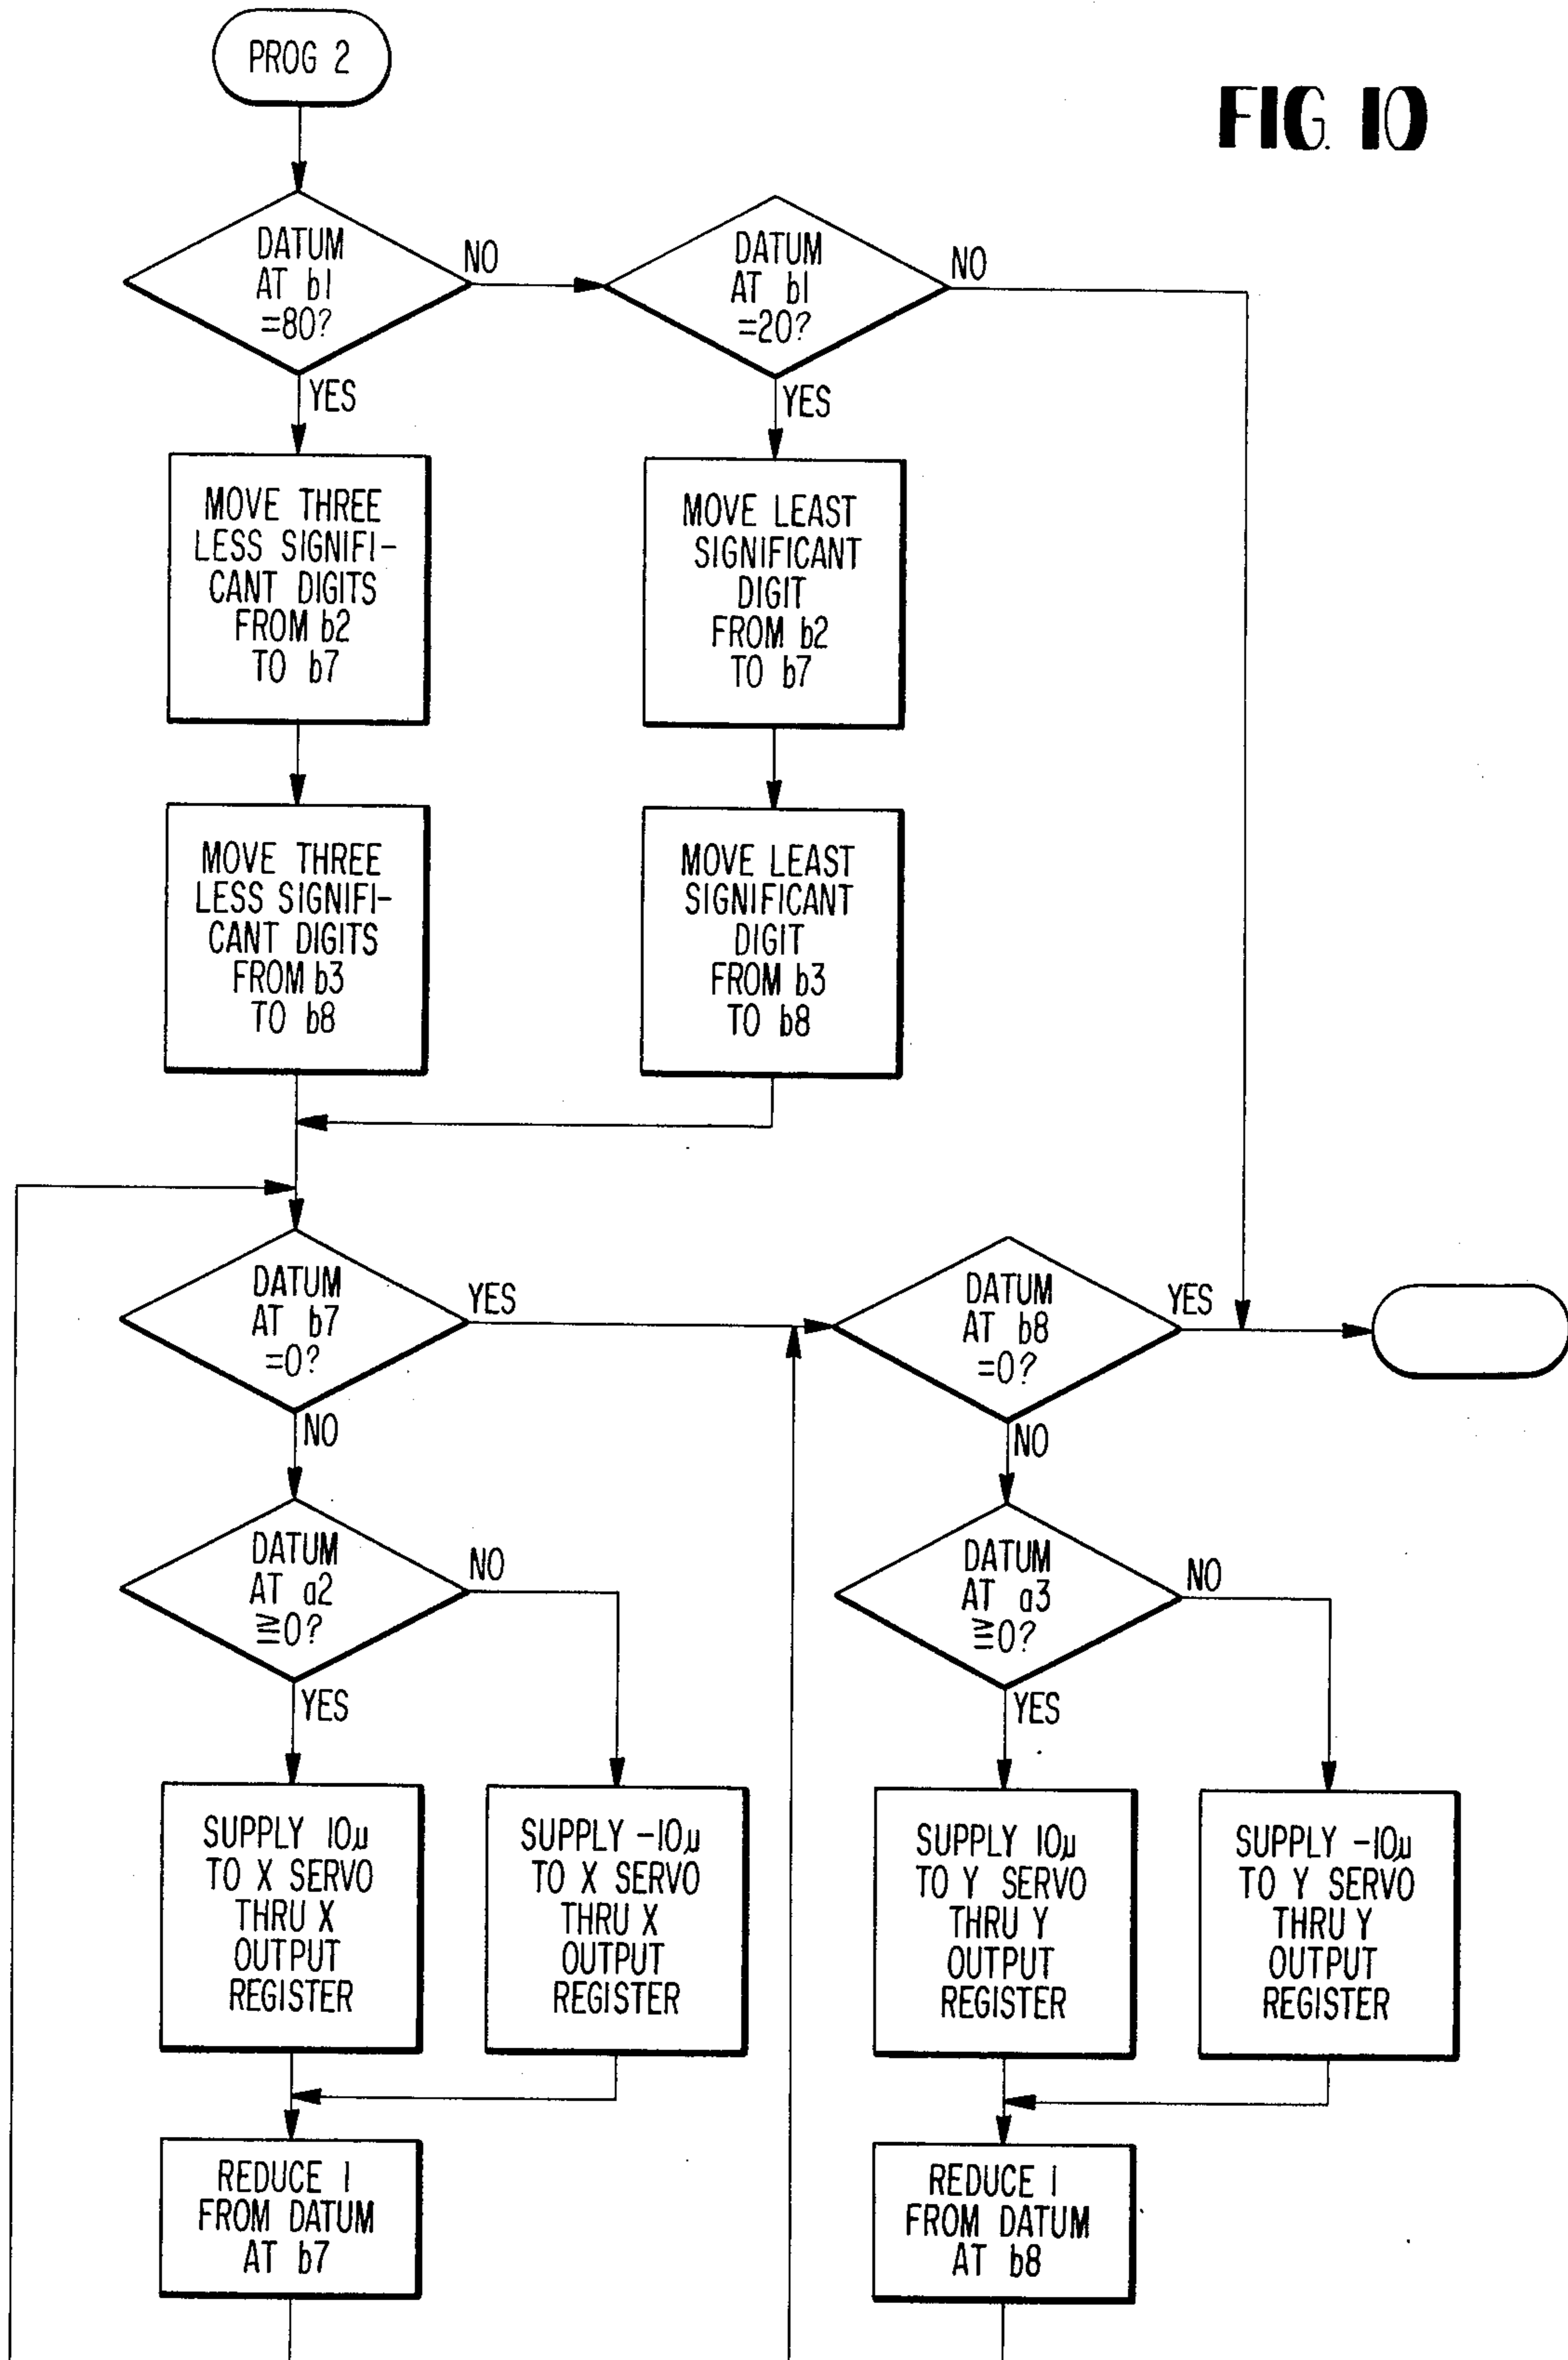 PROG 2
FIG. 10
DATUM
AT b1
=80?
NO
DATUM
AT b1
=20?
NO
YES
YES
MOVE THREE
LESS SIGNIFI-
CANT DIGITS
FROM b2
TO b7
MOVE LEAST
SIGNIFICANT
DIGIT
FROM b2
TO b7
MOVE THREE
LESS SIGNIFI-
CANT DIGITS
FROM b3
TO b8
MOVE LEAST
SIGNIFICANT
DIGIT
FROM b3
TO b8
DATUM
AT b7
=0?
YES
DATUM
AT b8
=0?
YES
NO
NO
DATUM
AT a2
≧0?
NO
DATUM
AT a3
≧0?
NO
YES
YES
SUPPLY 10μ
TO X SERVO
THRU X
OUTPUT
REGISTER
SUPPLY -10μ
TO X SERVO
THRU X
OUTPUT
REGISTER
SUPPLY 10μ
TO Y SERVO
THRU Y
OUTPUT
REGISTER
SUPPLY -10μ
TO Y SERVO
THRU Y
OUTPUT
REGISTER
REDUCE 1
FROM DATUM
AT b7
REDUCE 1
FROM DATUM
AT b8